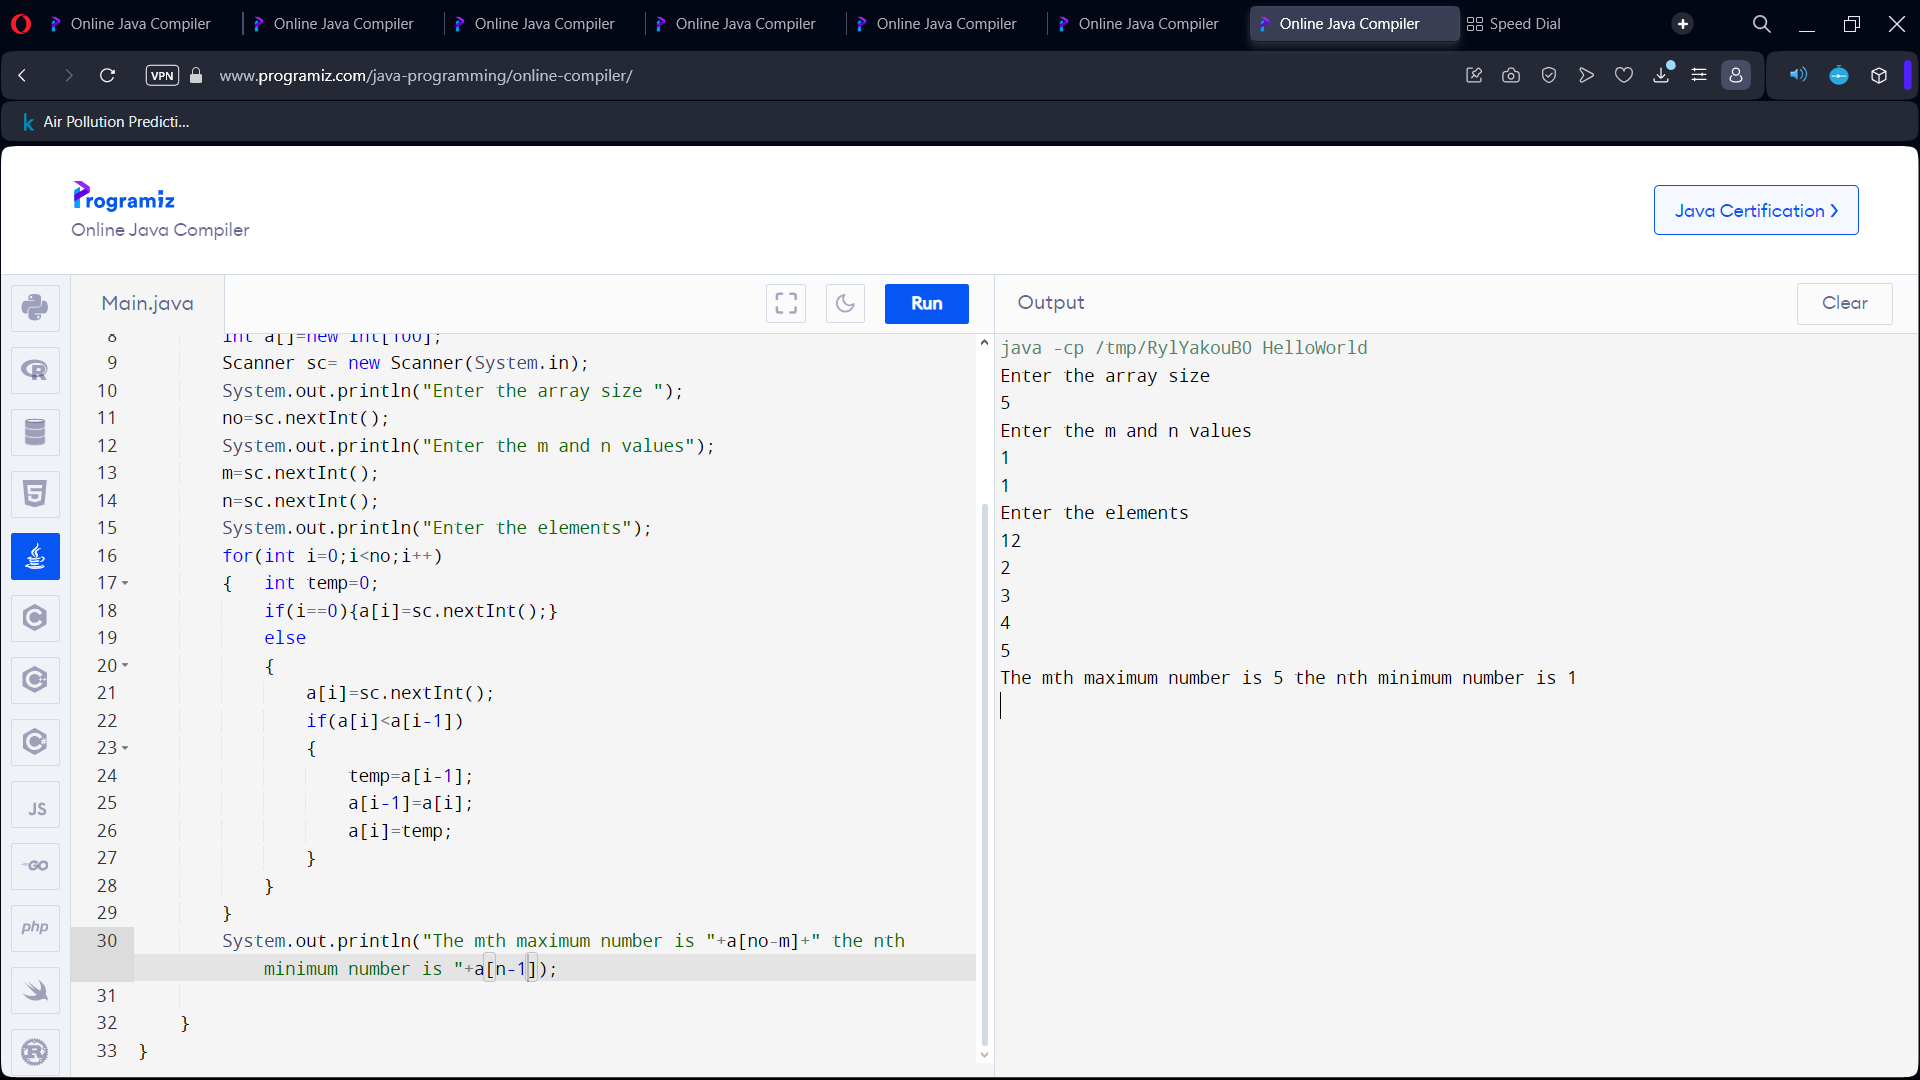 Online Java Compiler
Online Java Compiler
Online Java Compiler
Online Java Compiler
Online Java Compiler
Online Java Compiler
Online Java Compiler
Speed Dial
VPN
www.programiz.com/java-programming/online-compiler/
k Air Pollution Predicti...
Programiz
Online Java Compiler
Java Certification >
Main.java
Run
Output
Clear
8 int a[]=new int[100];
9 Scanner sc= new Scanner(System.in);
10 System.out.println("Enter the array size ");
11 no=sc.nextInt();
12 System.out.println("Enter the m and n values");
13 m=sc.nextInt();
14 n=sc.nextInt();
15 System.out.println("Enter the elements");
16 for(int i=0;i<no;i++)
17 { int temp=0;
18 if(i==0){a[i]=sc.nextInt();}
19 else
20 {
21 a[i]=sc.nextInt();
22 if(a[i]<a[i-1])
23 {
24 temp=a[i-1];
25 a[i-1]=a[i];
26 a[i]=temp;
27 }
28 }
29 }
30 System.out.println("The mth maximum number is "+a[no-m]+" the nth
minimum number is "+a[n-1]);
31
32 }
33 }
java -cp /tmp/RylYakouBO HelloWorld
Enter the array size
5
Enter the m and n values
1
1
Enter the elements
12
2
3
4
5
The mth maximum number is 5 the nth minimum number is 1
R
5
C
C
C
JS
GO
php
R